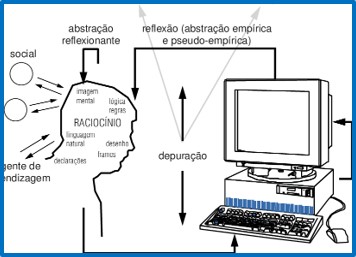 abstração
reflexionante
reflexão (abstração empírica
e pseudo-empírica)
social
imagem
mental
lógica
regras
RACIOCÍNIO
linguagem
natural
desenho
frames
declarações
depuração
gente de
endizagem